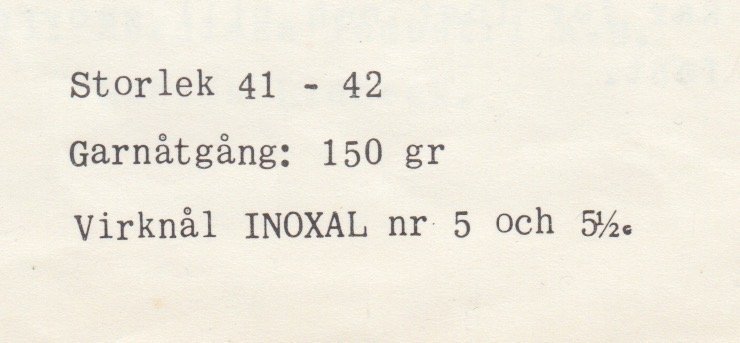 Storlek 41 - 42
Garnåtgång: 150 gr
Virknål INOXAL nr 5 och 5½.